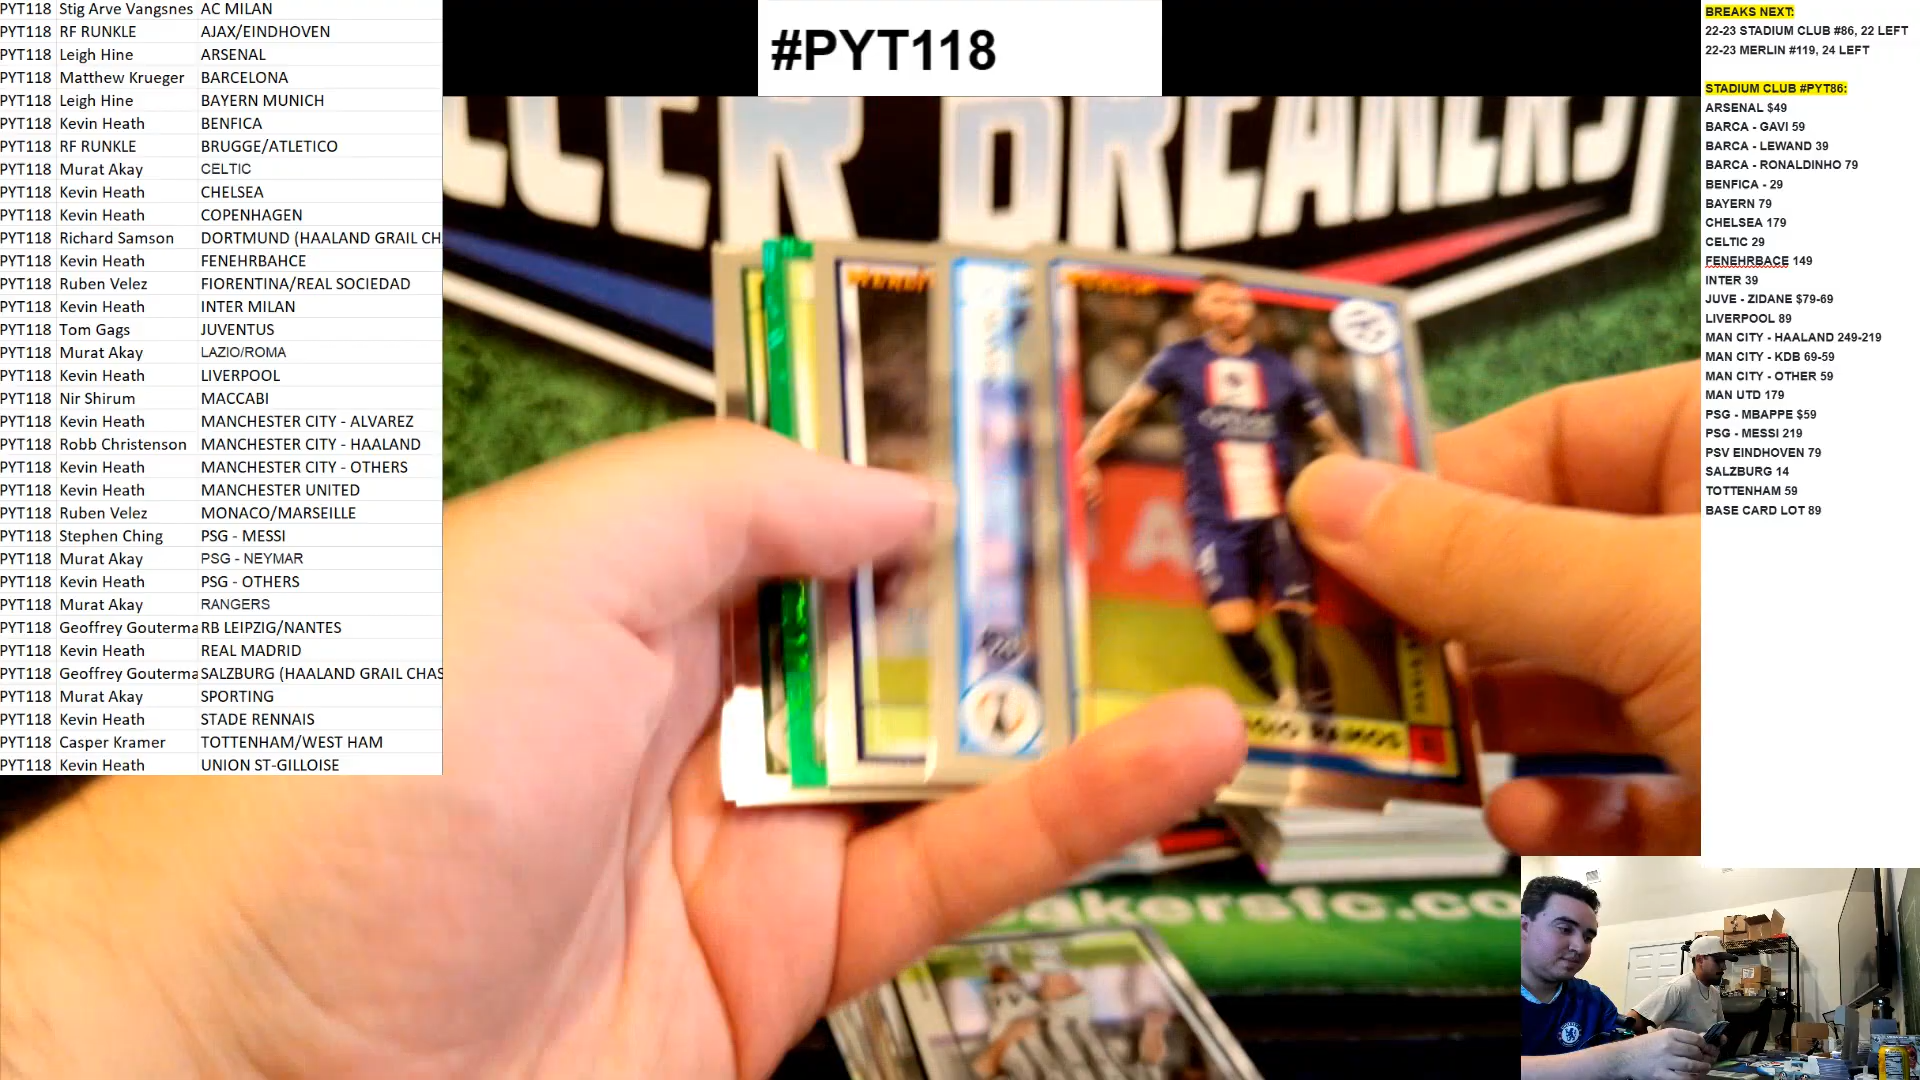 PYT118 Stig Arve Vangsnes AC MILAN
PYT118 RF RUNKLE AJAX/EINDHOVEN
PYT118 Leigh Hine ARSENAL
PYT118 Matthew Krueger BARCELONA
PYT118 Leigh Hine BAYERN MUNICH
PYT118 Kevin Heath BENFICA
PYT118 RF RUNKLE BRUGGE/ATLETICO
PYT118 Murat Akay CELTIC
PYT118 Kevin Heath CHELSEA
PYT118 Kevin Heath COPENHAGEN
PYT118 Richard Samson DORTMUND (HAALAND GRAIL CH
PYT118 Kevin Heath FENEHRBAHCE
PYT118 Ruben Velez FIORENTINA/REAL SOCIEDAD
PYT118 Kevin Heath INTER MILAN
PYT118 Tom Gags JUVENTUS
PYT118 Murat Akay LAZIO/ROMA
PYT118 Kevin Heath LIVERPOOL
PYT118 Nir Shirum MACCABI
PYT118 Kevin Heath MANCHESTER CITY - ALVAREZ
PYT118 Robb Christenson MANCHESTER CITY - HAALAND
PYT118 Kevin Heath MANCHESTER CITY - OTHERS
PYT118 Kevin Heath MANCHESTER UNITED
PYT118 Ruben Velez MONACO/MARSEILLE
PYT118 Stephen Ching PSG - MESSI
PYT118 Murat Akay PSG - NEYMAR
PYT118 Kevin Heath PSG - OTHERS
PYT118 Murat Akay RANGERS
PYT118 Geoffrey Gouterma RB LEIPZIG/NANTES
PYT118 Kevin Heath REAL MADRID
PYT118 Geoffrey Gouterma SALZBURG (HAALAND GRAIL CHAS
PYT118 Murat Akay SPORTING
PYT118 Kevin Heath STADE RENNAIS
PYT118 Casper Kramer TOTTENHAM/WEST HAM
PYT118 Kevin Heath UNION ST-GILLOISE
#PYT118
CCER BREAKERS
RAMOS
akersfc.co
BREAKS NEXT:
22-23 STADIUM CLUB #86, 22 LEFT
22-23 MERLIN #119, 24 LEFT
STADIUM CLUB #PYT86:
ARSENAL $49
BARCA - GAVI 59
BARCA - LEWAND 39
BARCA - RONALDINHO 79
BENFICA - 29
BAYERN 79
CHELSEA 179
CELTIC 29
FENEHRBACE 149
INTER 39
JUVE - ZIDANE $79-69
LIVERPOOL 89
MAN CITY - HAALAND 249-219
MAN CITY - KDB 69-59
MAN CITY - OTHER 59
MAN UTD 179
PSG - MBAPPE $59
PSG - MESSI 219
PSV EINDHOVEN 79
SALZBURG 14
TOTTENHAM 59
BASE CARD LOT 89